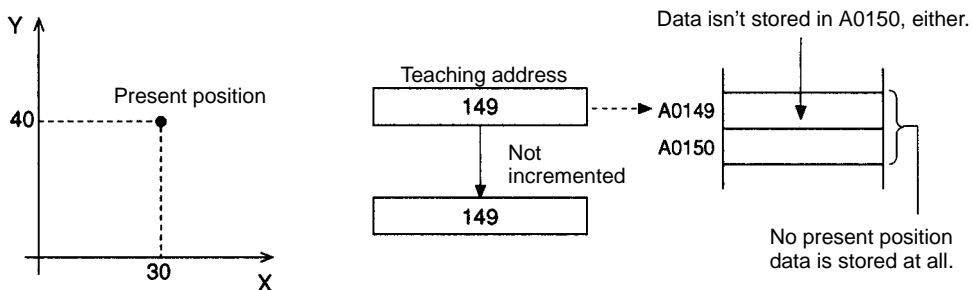 Y
Present position
40
30
X
Teaching address
149
Not
incremented
149
Data isn't stored in A0150, either.
A0149
A0150
No present position
data is stored at all.